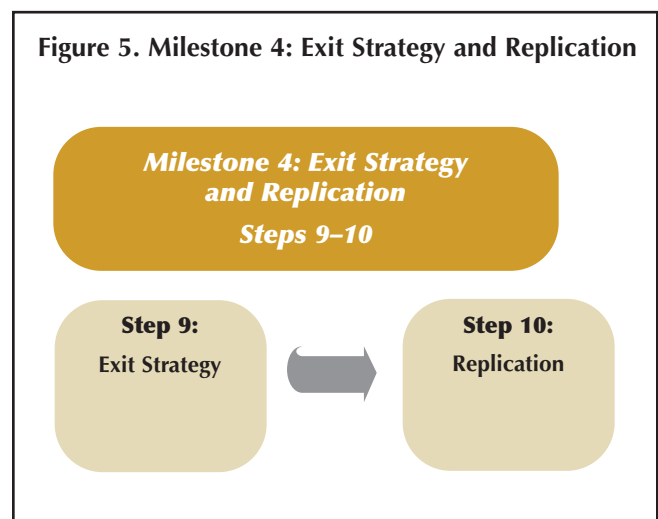 Figure 5. Milestone 4: Exit Strategy and Replication
Milestone 4: Exit Strategy
and Replication
Steps 9–10
Step 9:
Exit Strategy
Step 10:
Replication